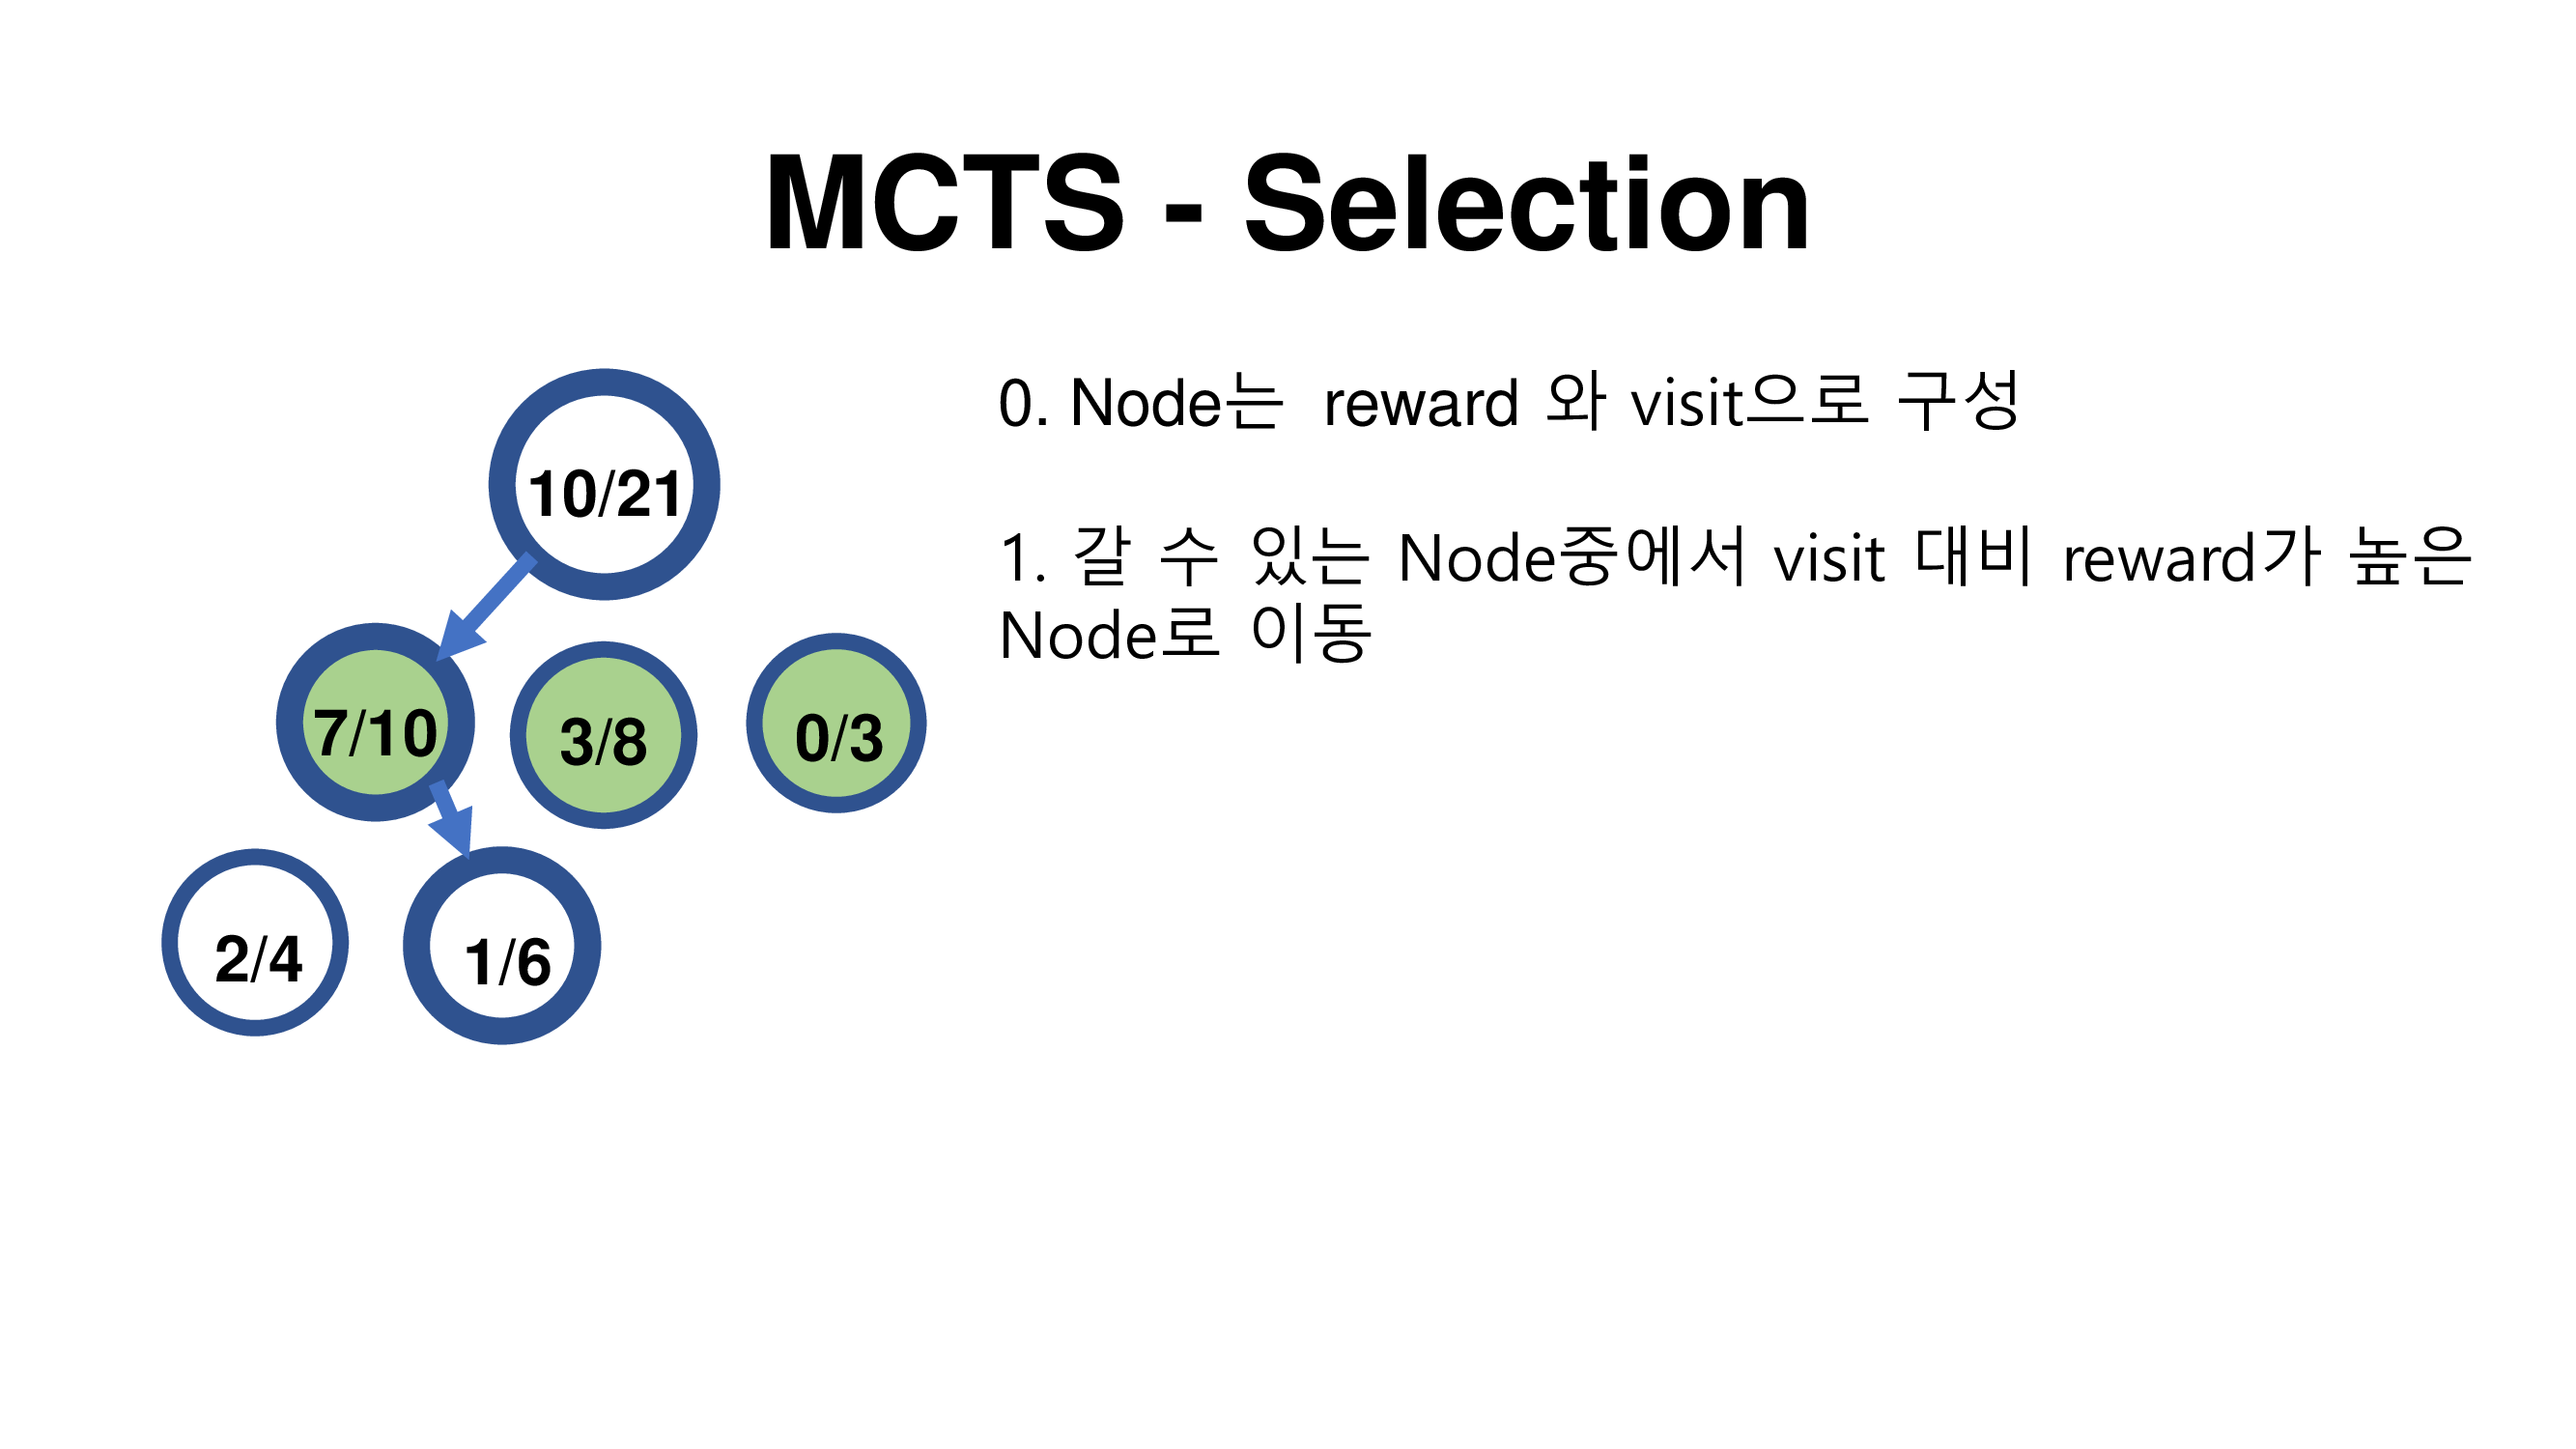 MCTS - Selection
0. Node는 reward 와 visit으로 구성
1. 갈 수 있는 Node중에서 visit 대비 reward가 높은
Node로 이동
10/21
7/10
3/8
0/3
2/4
1/6